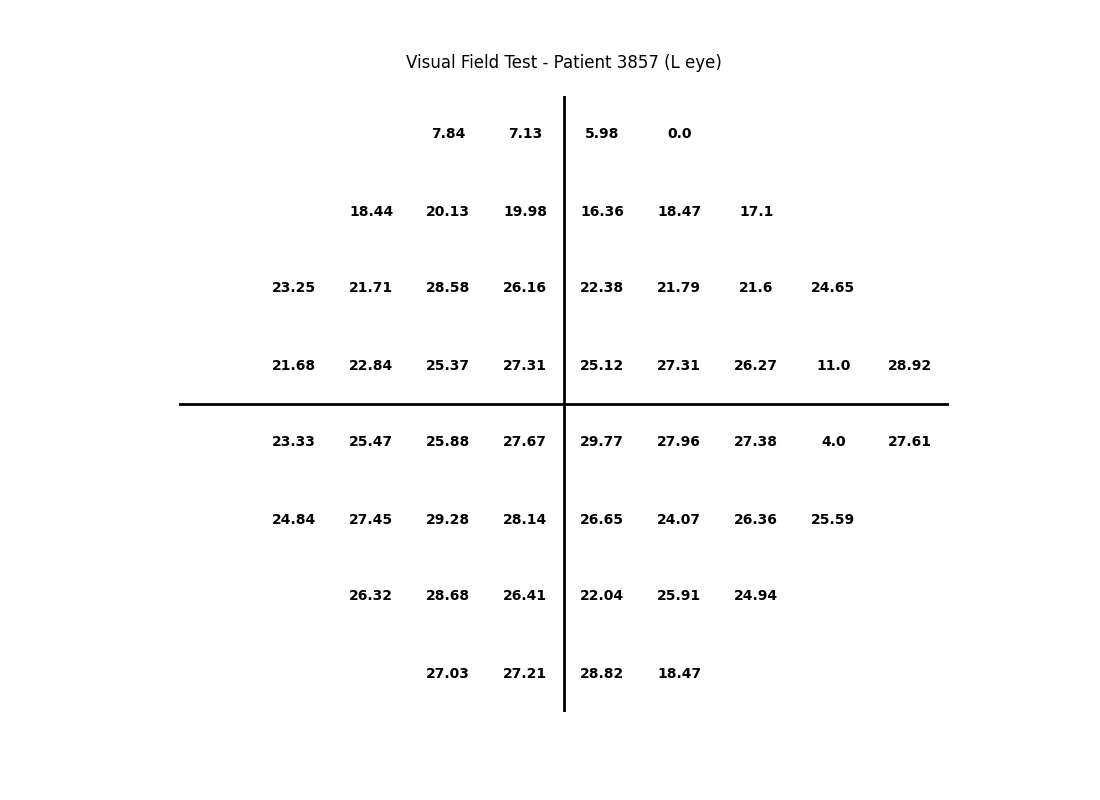 Visual Field Test - Patient 3857 (L eye)
7.84 7.13 5.98 0.0
18.44 20.13 19.98 16.36 18.47 17.1
23.25 21.71 28.58 26.16 22.38 21.79 21.6 24.65
21.68 22.84 25.37 27.31 25.12 27.31 26.27 11.0 28.92
23.33 25.47 25.88 27.67 29.77 27.96 27.38 4.0 27.61
24.84 27.45 29.28 28.14 26.65 24.07 26.36 25.59
26.32 28.68 26.41 22.04 25.91 24.94
27.03 27.21 28.82 18.47